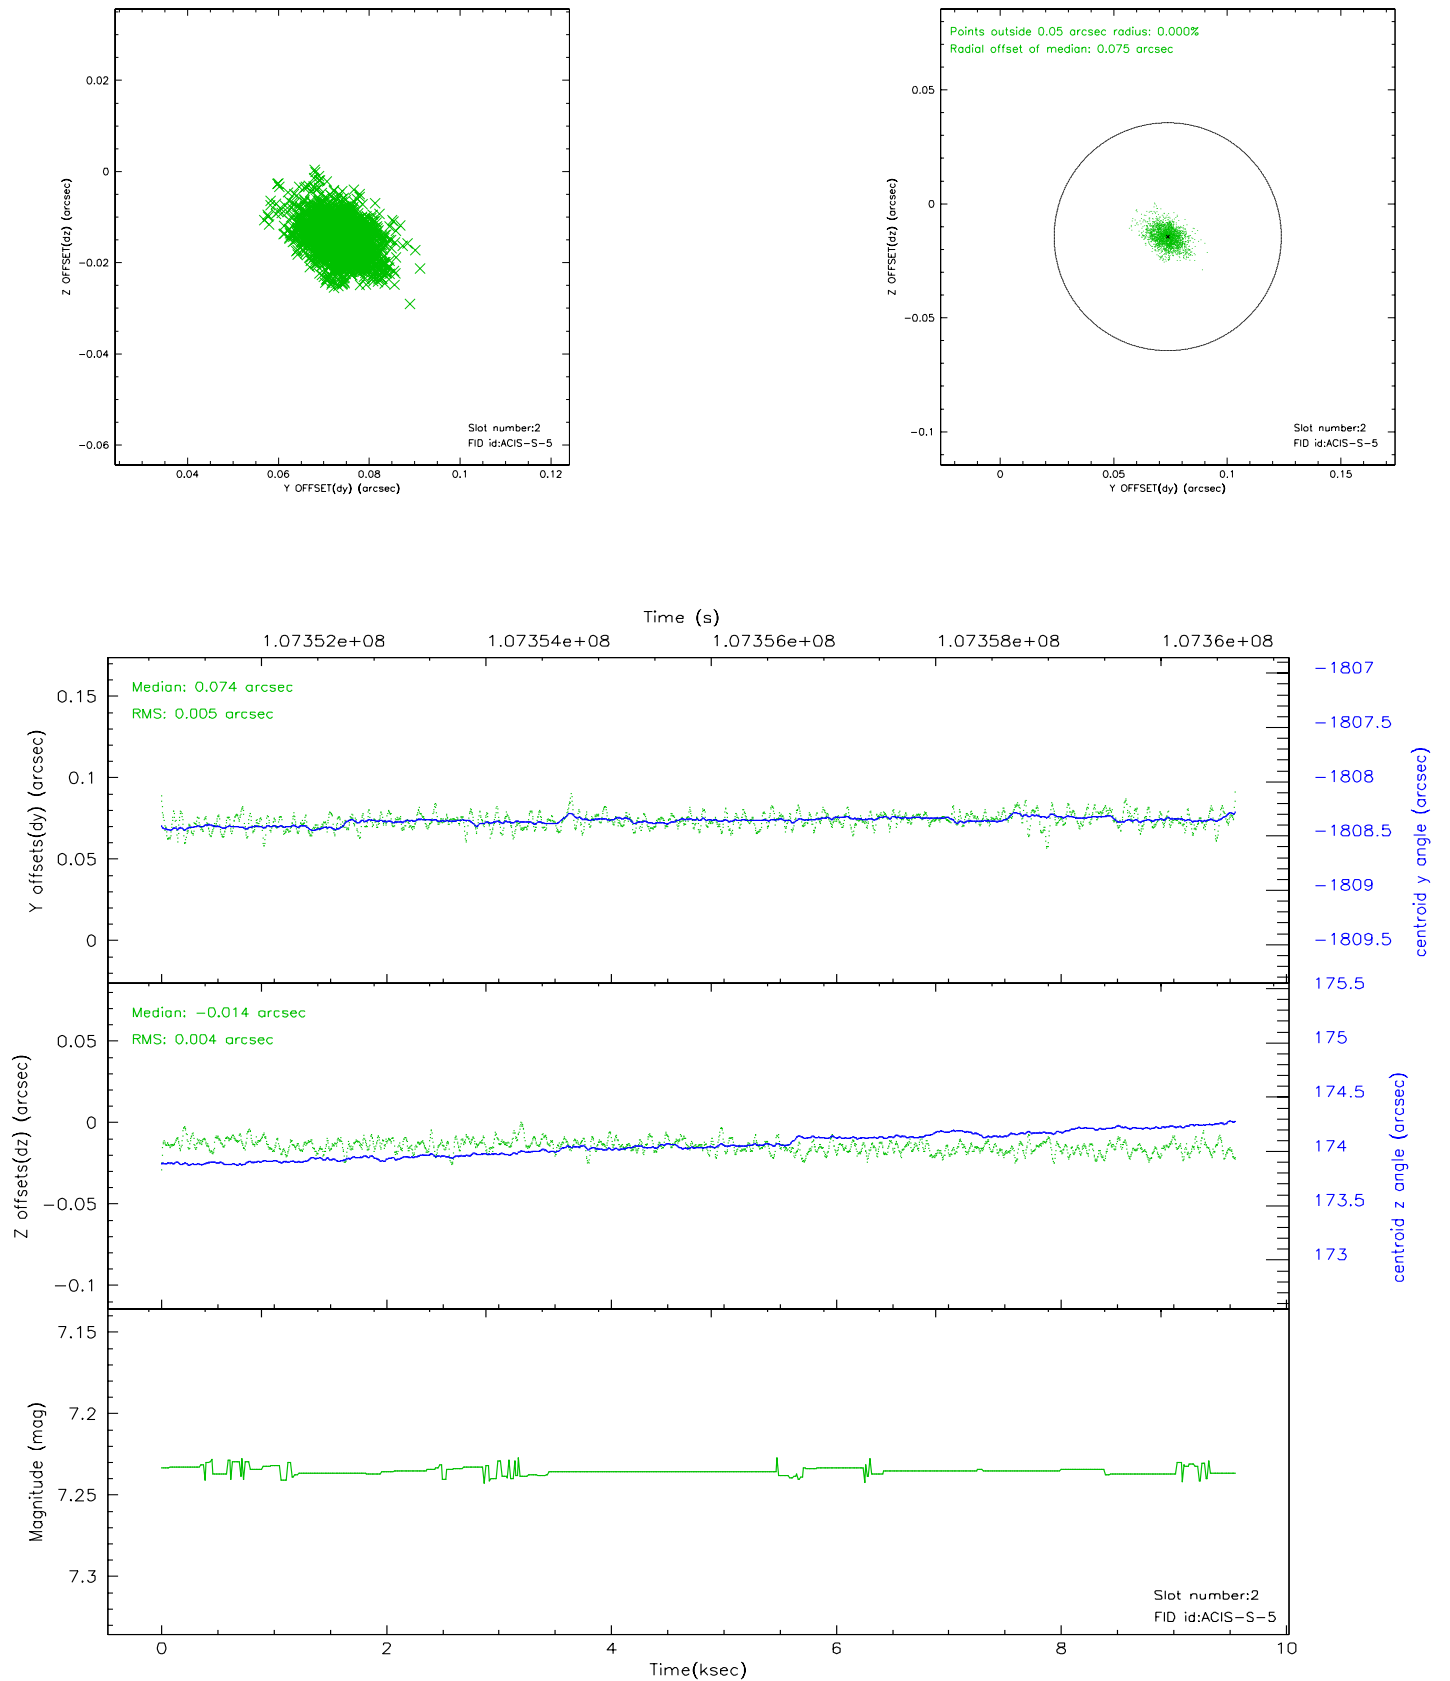 0.02
0
-0.02
-0.04
-0.06
Z OFFSET(dz) (arcsec)
Slot number:2
FID id:ACIS-S-5
0.04 0.06 0.08 0.1 0.12
Y OFFSET(dy) (arcsec)
Points outside 0.05 arcsec radius: 0.000%
Radial offset of median: 0.075 arcsec
0.05
0
-0.05
-0.1
Z OFFSET(dz) (arcsec)
Slot number:2
FID id:ACIS-S-5
0 0.05 0.1 0.15
Y OFFSET(dy) (arcsec)
Time (s)
1.07352e+08 1.07354e+08 1.07356e+08 1.07358e+08 1.0736e+08
Median: 0.074 arcsec
RMS: 0.005 arcsec
0.15
0.1
0.05
0
Y offsets(dy) (arcsec)
-1807
-1807.5
-1808
-1808.5
-1809
-1809.5
centroid y angle (arcsec)
Median: -0.014 arcsec
RMS: 0.004 arcsec
0.05
0
-0.05
-0.1
Z offsets(dz) (arcsec)
175.5
175
174.5
174
173.5
173
centroid z angle (arcsec)
7.15
7.2
7.25
7.3
Magnitude (mag)
Slot number:2
FID id:ACIS-S-5
0 2 4 6 8 10
Time(ksec)